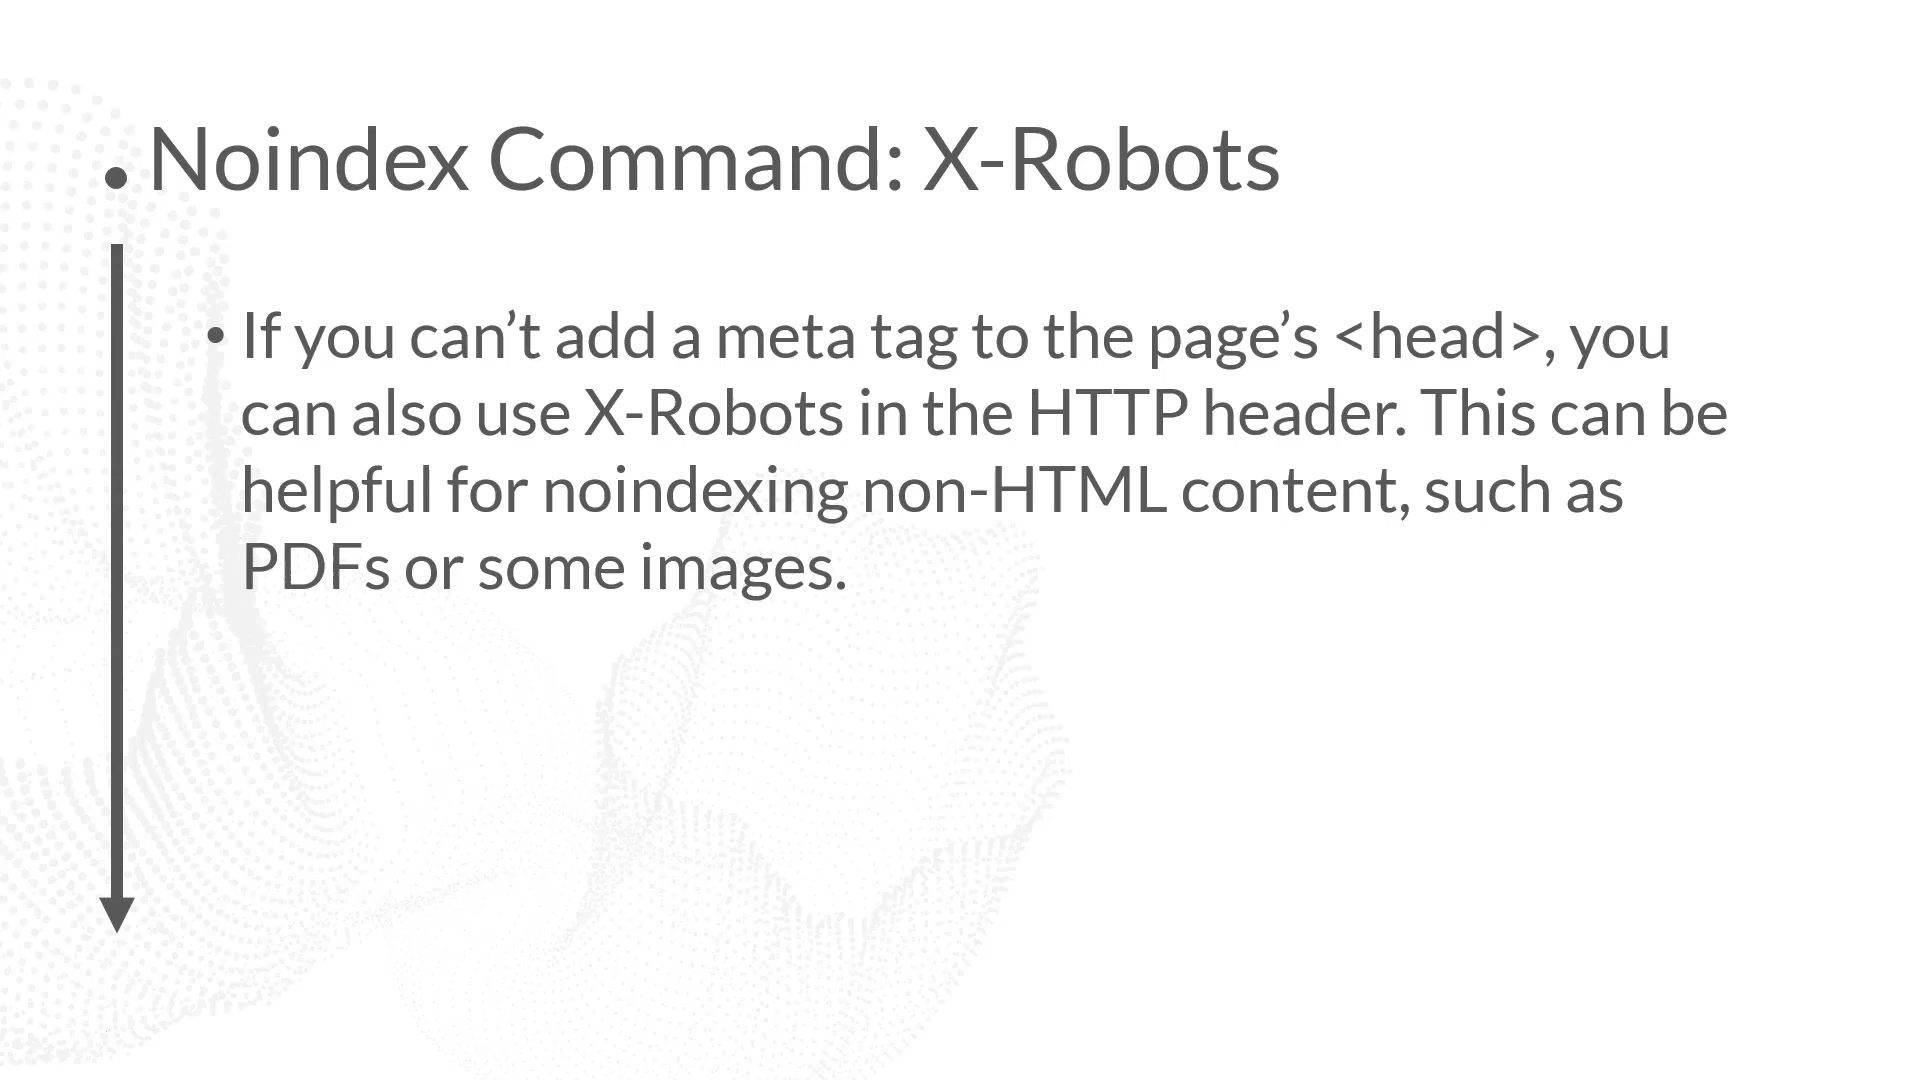 • Noindex Command: X-Robots
• If you can’t add a meta tag to the page’s <head>, you
can also use X-Robots in the HTTP header. This can be
helpful for noindexing non-HTML content, such as
PDFs or some images.